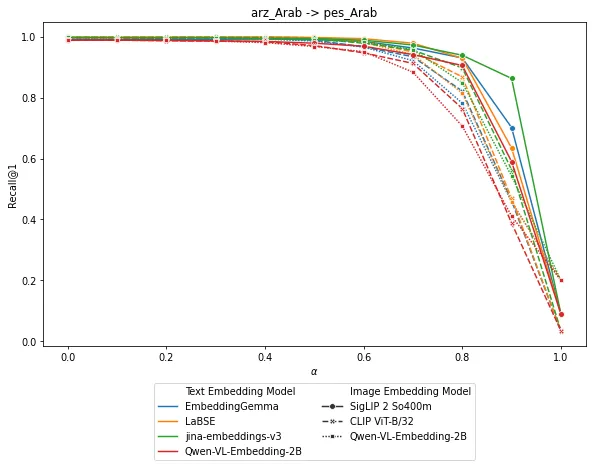 arz_Arab -> pes_Arab
Recall@1
1.0
0.8
0.6
0.4
0.2
0.0
0.0 0.2 0.4 0.6 0.8 1.0
α
Text Embedding Model
EmbeddingGemma
LaBSE
jina-embeddings-v3
Qwen-VL-Embedding-2B
Image Embedding Model
SigLIP 2 So400m
CLIP ViT-B/32
Qwen-VL-Embedding-2B